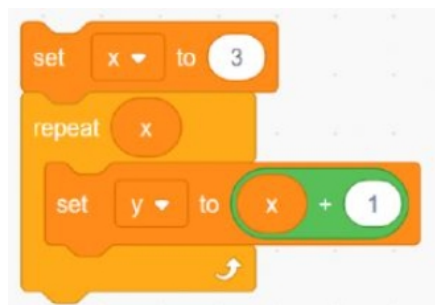 set x to 3
repeat x
set y to x + 1